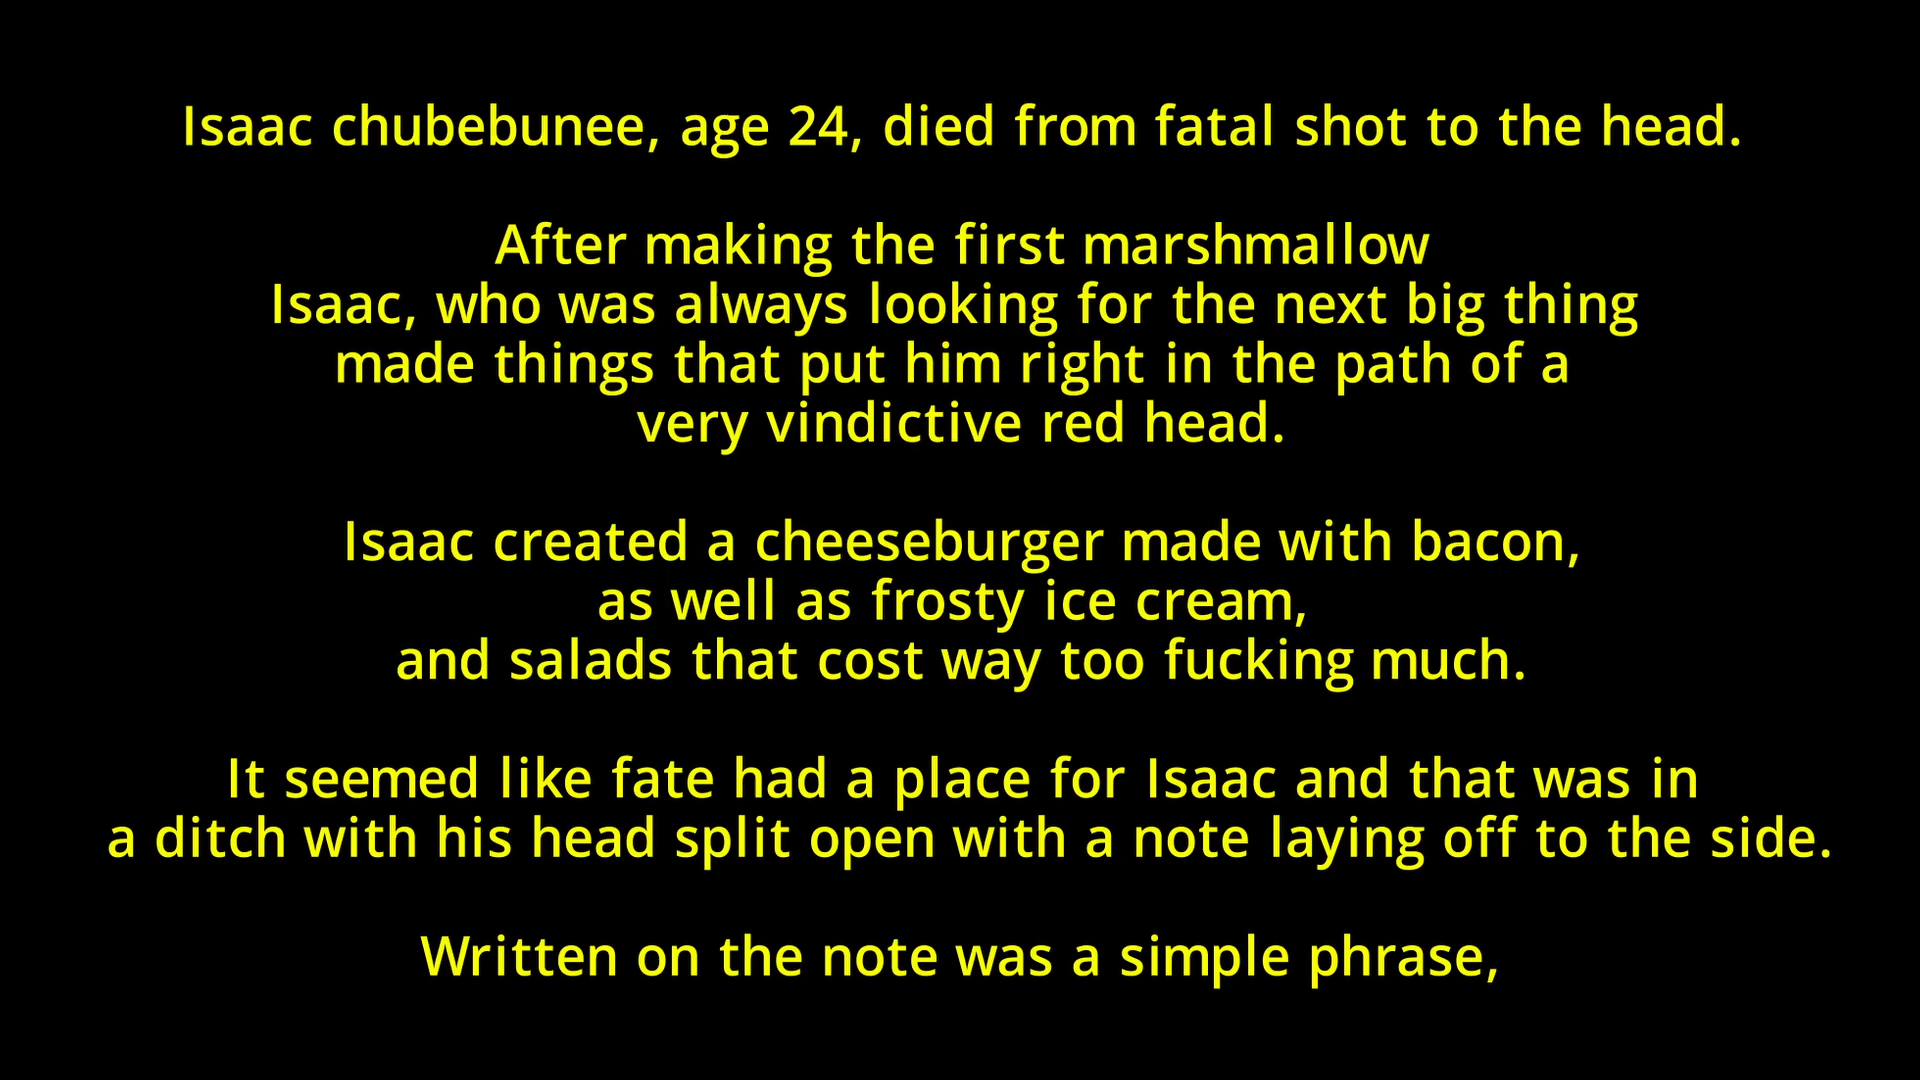 Isaac chubebunee, age 24, died from fatal shot to the head.
After making the first marshmallow
Isaac, who was always looking for the next big thing
made things that put him right in the path of a
very vindictive red head.
Isaac created a cheeseburger made with bacon,
as well as frosty ice cream,
and salads that cost way too fucking much.
It seemed like fate had a place for Isaac and that was in
a ditch with his head split open with a note laying off to the side.
Written on the note was a simple phrase,